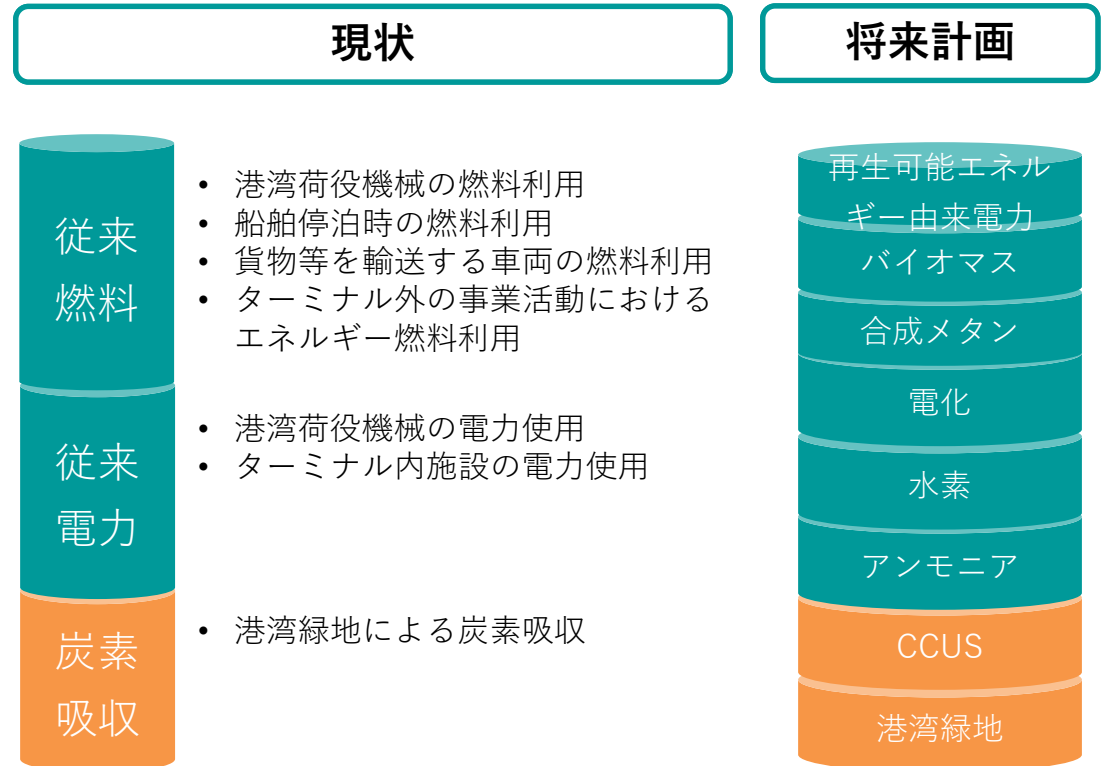 現状
将来計画
従来
燃料
• 港湾荷役機械の燃料利用
• 船舶停泊時の燃料利用
• 貨物等を輸送する車両の燃料利用
• ターミナル外の事業活動における
エネルギー燃料利用
従来
電力
• 港湾荷役機械の電力使用
• ターミナル内施設の電力使用
炭素
吸収
• 港湾緑地による炭素吸収
再生可能エネル
ギー由来電力
バイオマス
合成メタン
電化
水素
アンモニア
CCUS
港湾緑地